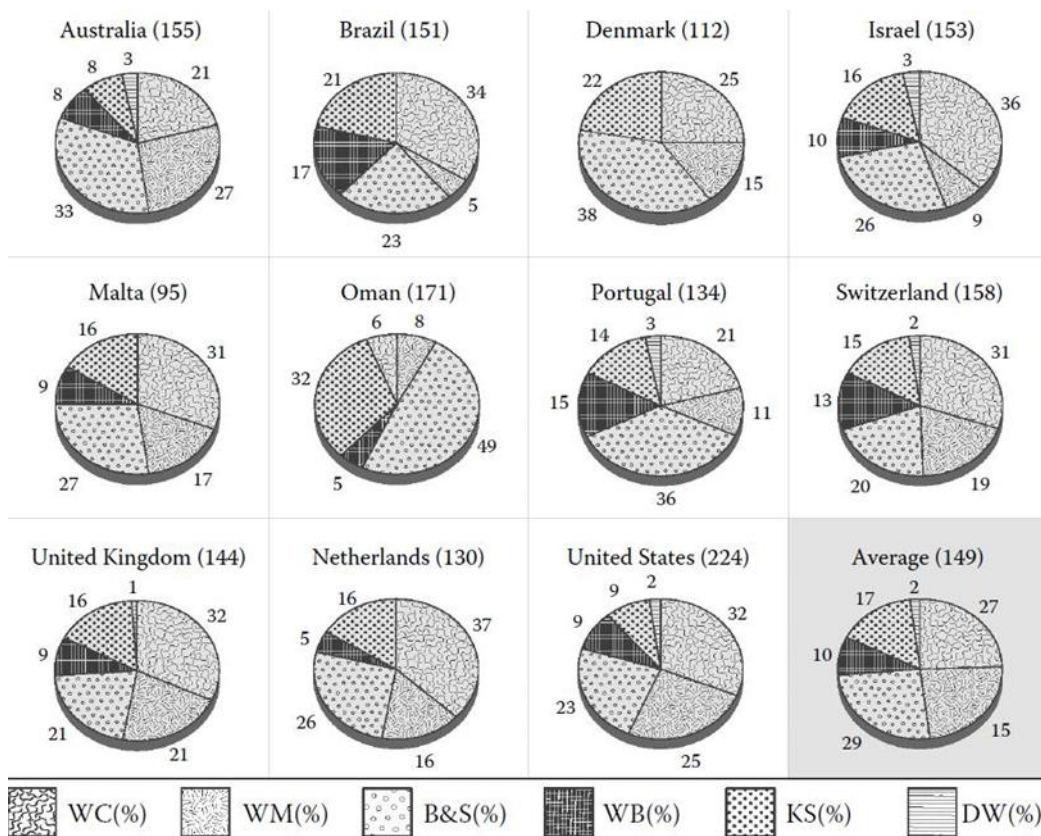 Australia (155)
8 3 21
8
33 27
Brazil (151)
21 34
17 5
23
Denmark (112)
22 25
38 15
Israel (153)
16 3 36
10
26 9
Malta (95)
16 31
9
27 17
Oman (171)
6 8
32
5 49
Portugal (134)
14 3 21
15 11
36
Switzerland (158)
15 2 31
13
20 19
United Kingdom (144)
16 1 32
9
21 21
Netherlands (130)
16 37
5
26 16
United States (224)
9 2 32
9
23 25
Average (149)
17 2 27
10
29 15
WC(%) WM(%) B&S(%) WB(%) KS(%) DW(%)